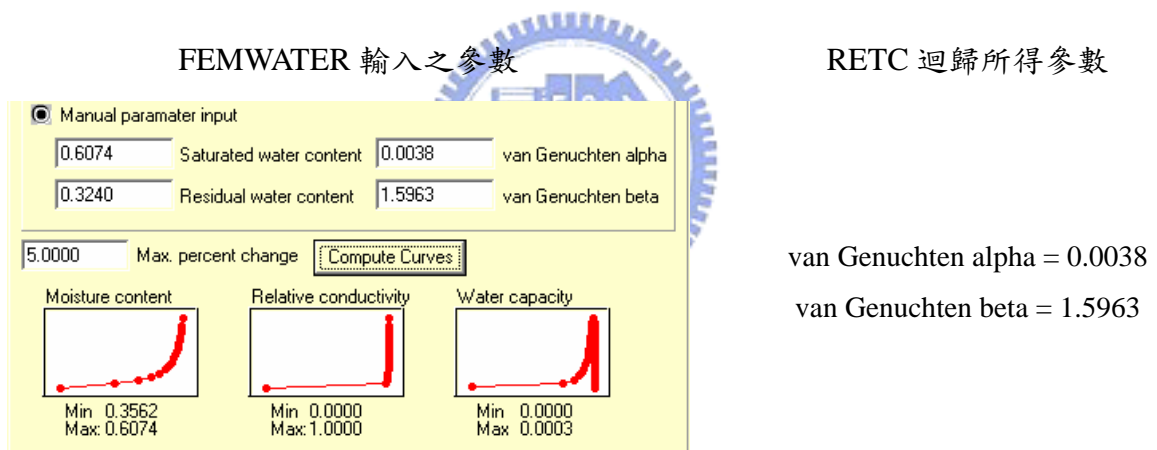 FEMWATER 輸入之參數
RETC 迴歸所得參數
Manual paramater input
0.6074 Saturated water content 0.0038 van Genuchten alpha
0.3240 Residual water content 1.5963 van Genuchten beta
5.0000 Max. percent change Compute Curves
Moisture content Relative conductivity Water capacity
Min 0.3562 Min 0.0000 Min 0.0000
Max: 0.6074 Max: 1.0000 Max 0.0003
van Genuchten alpha = 0.0038
van Genuchten beta = 1.5963